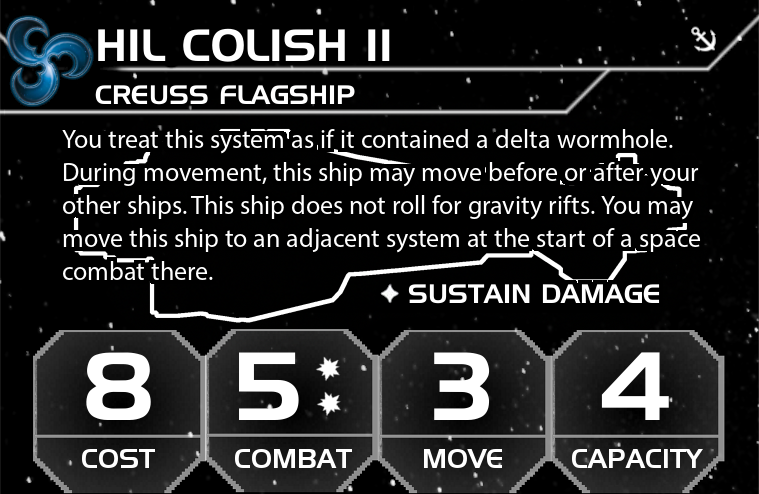 HIL COLISH II
CREUSS FLAGSHIP
You treat this system as if it contained a delta wormhole.
During movement, this ship may move before or after your
other ships. This ship does not roll for gravity rifts. You may
move this ship to an adjacent system at the start of a space
combat there.
SUSTAIN DAMAGE
8 5 3 4
COST COMBAT MOVE CAPACITY